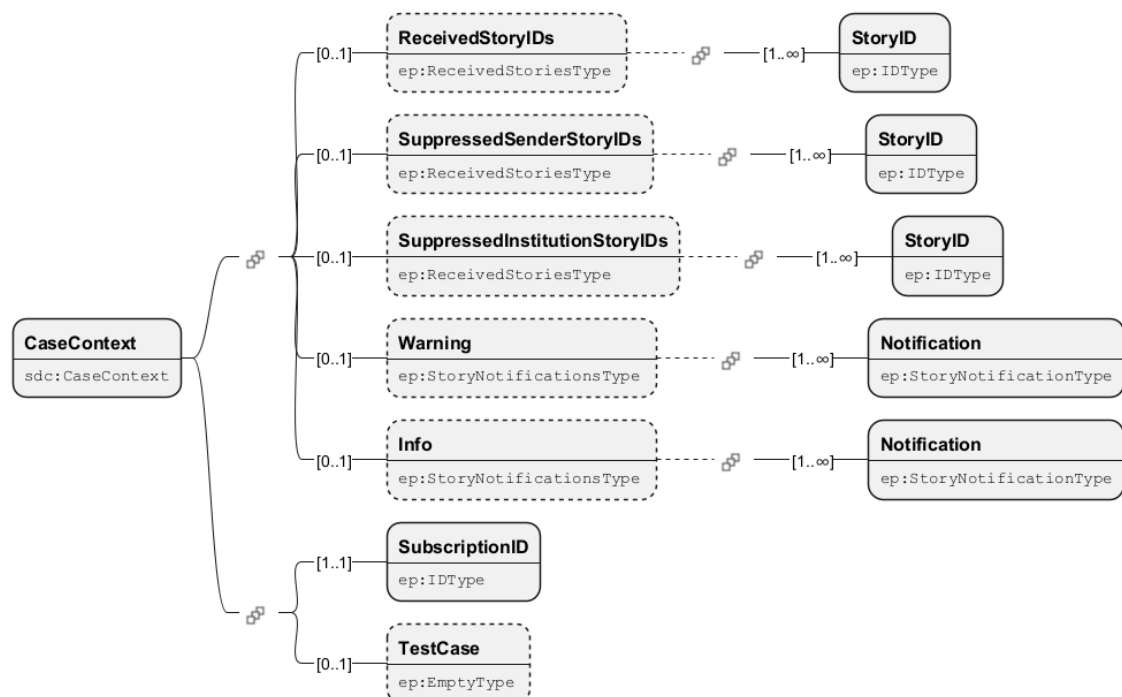 [0..1] ReceivedStoryIDs [1..∞] StoryID
ep:ReceivedStoriesType ep:IDType
[0..1] SuppressedSenderStoryIDs [1..∞] StoryID
ep:ReceivedStoriesType ep:IDType
[0..1] SuppressedInstitutionStoryIDs [1..∞] StoryID
ep:ReceivedStoriesType ep:IDType
CaseContext
sdc:CaseContext
[0..1] Warning [1..∞] Notification
ep:StoryNotificationsType ep:StoryNotificationType
[0..1] Info [1..∞] Notification
ep:StoryNotificationsType ep:StoryNotificationType
[1..1] SubscriptionID
ep:IDType
[0..1] TestCase
ep:EmptyType